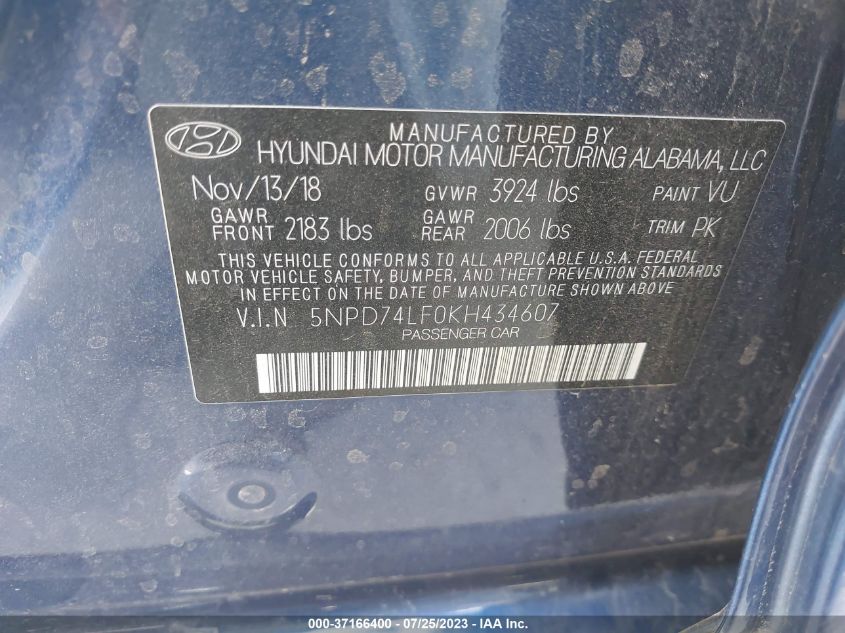 MANUFACTURED BY
HYUNDAI MOTOR MANUFACTURING ALABAMA, LLC
Nov/13/18 GVWR 3924 lbs PAINT VU
GAWR FRONT 2183 lbs GAWR REAR 2006 lbs TRIM PK
THIS VEHICLE CONFORMS TO ALL APPLICABLE U.S.A. FEDERAL
MOTOR VEHICLE SAFETY, BUMPER, AND THEFT PREVENTION STANDARDS
IN EFFECT ON THE DATE OF MANUFACTURE SHOWN ABOVE
V.I.N 5NPD74LF0KH434607
PASSENGER CAR
000-37166400 - 07/25/2023 - IAAI.COM